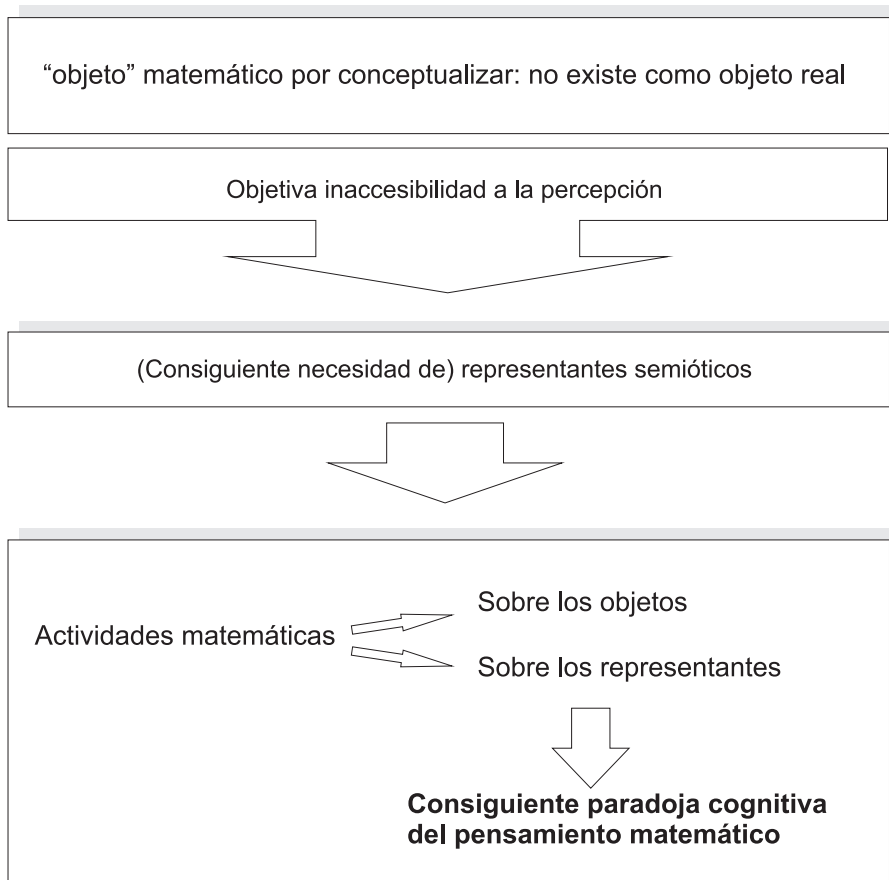 “objeto” matemático por conceptualizar: no existe como objeto real
Objetiva inaccesibilidad a la percepción
(Consiguiente necesidad de) representantes semióticos
Actividades matemáticas
Sobre los objetos
Sobre los representantes
Consiguiente paradoja cognitiva
del pensamiento matemático